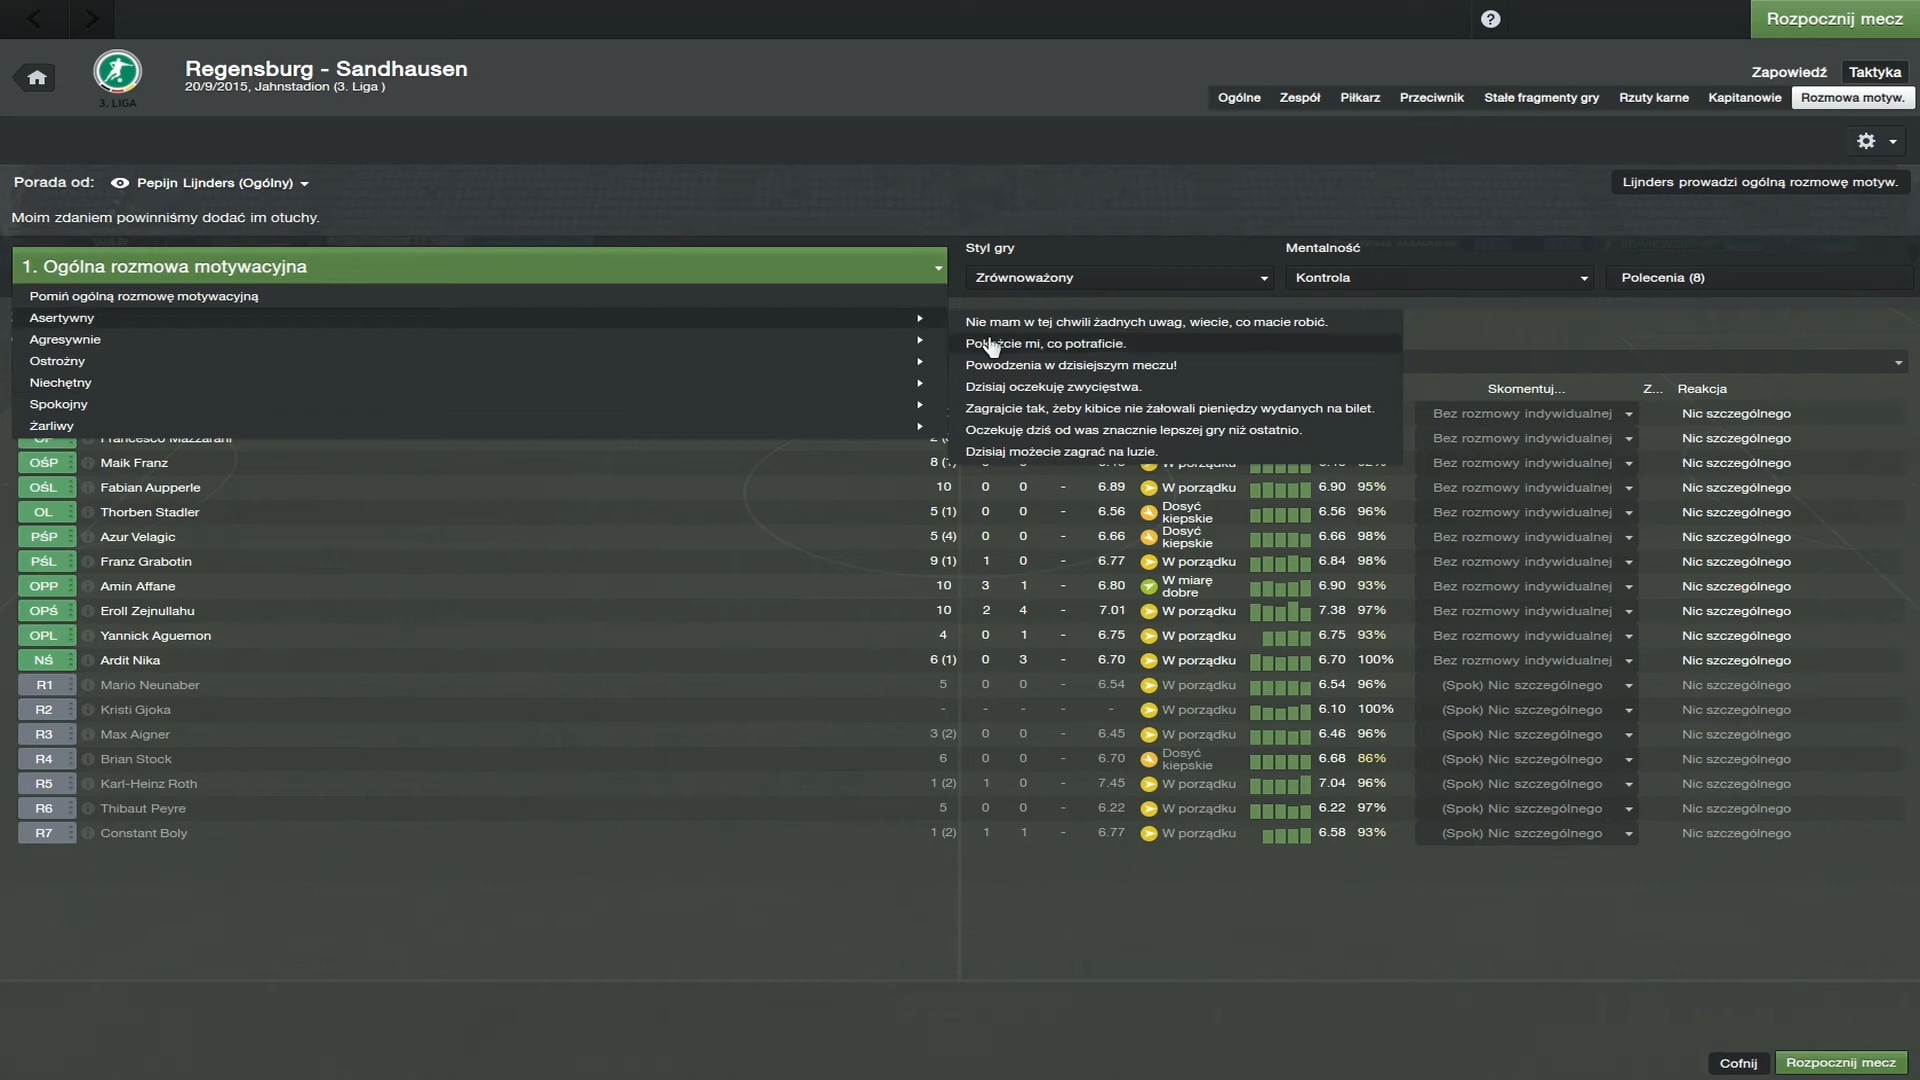 Rozpocznij mecz
Regensburg - Sandhausen
20/9/2015, Jahnstadion (3. Liga )
3. LIGA
Zapowiedź Taktyka
Ogólne Zespół Piłkarz Przeciwnik Stałe fragmenty gry Rzuty karne Kapitanowie Rozmowa motyw.
Porada od: Pepijn Lijnders (Ogólny)
Lijnders prowadzi ogólną rozmowę motyw.
Moim zdaniem powinniśmy dodać im otuchy.
Styl gry Mentalność
1. Ogólna rozmowa motywacyjna
Zrównoważony Kontrola Polecenia (8)
Pomiń ogólną rozmowę motywacyjną
Asertywny
Agresywnie
Ostrożny
Niechętny
Spokojny
Żarliwy
Nie mam w tej chwili żadnych uwag, wiecie, co macie robić.
Pokażcie mi, co potraficie.
Powodzenia w dzisiejszym meczu!
Dzisiaj oczekuję zwycięstwa.
Zagrajcie tak, żeby kibice nie żałowali pieniędzy wydanych na bilet.
Oczekuję dziś od was znacznie lepszej gry niż ostatnio.
Dzisiaj możecie zagrać na luzie.
Skomentuj... Z... Reakcja
Bez rozmowy indywidualnej Nic szczególnego
Francesco Mazzarani Bez rozmowy indywidualnej Nic szczególnego
OŚP Maik Franz W porządku Bez rozmowy indywidualnej Nic szczególnego
OŚL Fabian Aupperle 10 0 0 - 6.89 W porządku 6.90 95% Bez rozmowy indywidualnej Nic szczególnego
OL Thorben Stadler 5 (1) 0 0 - 6.56 Dosyć kiepskie 6.56 96% Bez rozmowy indywidualnej Nic szczególnego
PŚP Azur Velagic 5 (4) 0 0 - 6.66 Dosyć kiepskie 6.66 98% Bez rozmowy indywidualnej Nic szczególnego
PŚL Franz Grabotin 9 (1) 1 0 - 6.77 W porządku 6.84 98% Bez rozmowy indywidualnej Nic szczególnego
OPP Amin Affane 10 3 1 - 6.80 W miarę dobre 6.90 93% Bez rozmowy indywidualnej Nic szczególnego
OPŚ Eroll Zejnullahu 10 2 4 - 7.01 W porządku 7.38 97% Bez rozmowy indywidualnej Nic szczególnego
OPL Yannick Aguemon 4 0 1 - 6.75 W porządku 6.75 93% Bez rozmowy indywidualnej Nic szczególnego
NŚ Ardit Nika 6 (1) 0 3 - 6.70 W porządku 6.70 100% Bez rozmowy indywidualnej Nic szczególnego
R1 Mario Neunaber 5 0 0 - 6.54 W porządku 6.54 96% (Spok) Nic szczególnego Nic szczególnego
R2 Kristi Gjoka - - - - - W porządku 6.10 100% (Spok) Nic szczególnego Nic szczególnego
R3 Max Aigner 3 (2) 0 0 - 6.45 W porządku 6.46 96% (Spok) Nic szczególnego Nic szczególnego
R4 Brian Stock 6 0 0 - 6.70 Dosyć kiepskie 6.68 86% (Spok) Nic szczególnego Nic szczególnego
R5 Karl-Heinz Roth 1 (2) 1 0 - 7.45 W porządku 7.04 96% (Spok) Nic szczególnego Nic szczególnego
R6 Thibaut Peyre 5 0 0 - 6.22 W porządku 6.22 97% (Spok) Nic szczególnego Nic szczególnego
R7 Constant Boly 1 (2) 1 1 - 6.77 W porządku 6.58 93% (Spok) Nic szczególnego Nic szczególnego
Cofnij Rozpocznij mecz